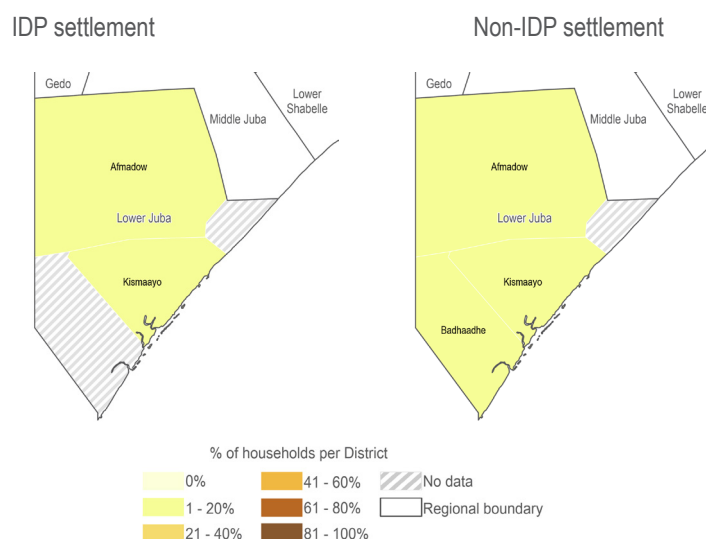 IDP settlement
Non-IDP settlement
Gedo
Lower
Shabelle
Middle Juba
Afmadow
Lower Juba
Kismaayo
Gedo
Lower
Shabelle
Middle Juba
Afmadow
Lower Juba
Kismaayo
Badhaadhe
% of households per District
0%
41 - 60%
No data
1 - 20%
61 - 80%
Regional boundary
21 - 40%
81 - 100%